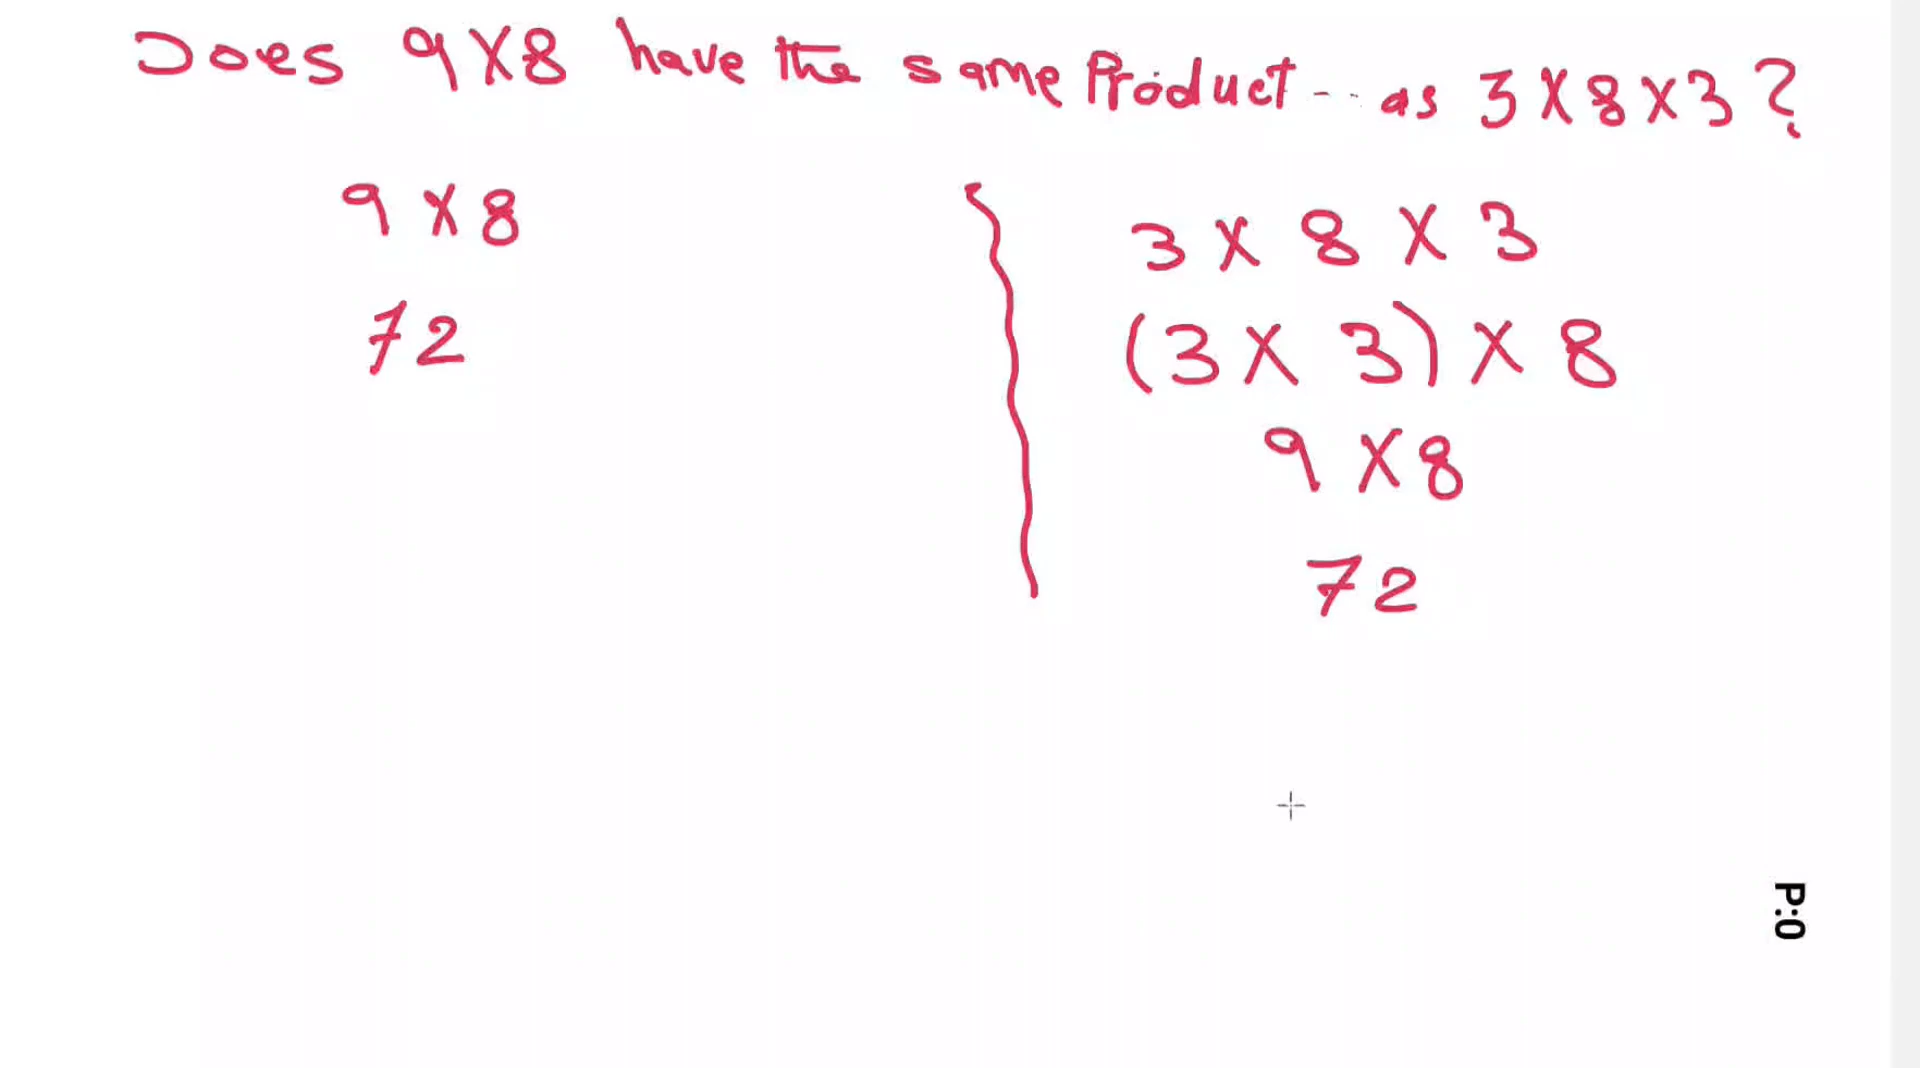 Does 9X8 have the same Product -- as 3X8X3?
9 X 8
72
3 X 8 X 3
(3 X 3) X 8
9 X 8
72
P:0